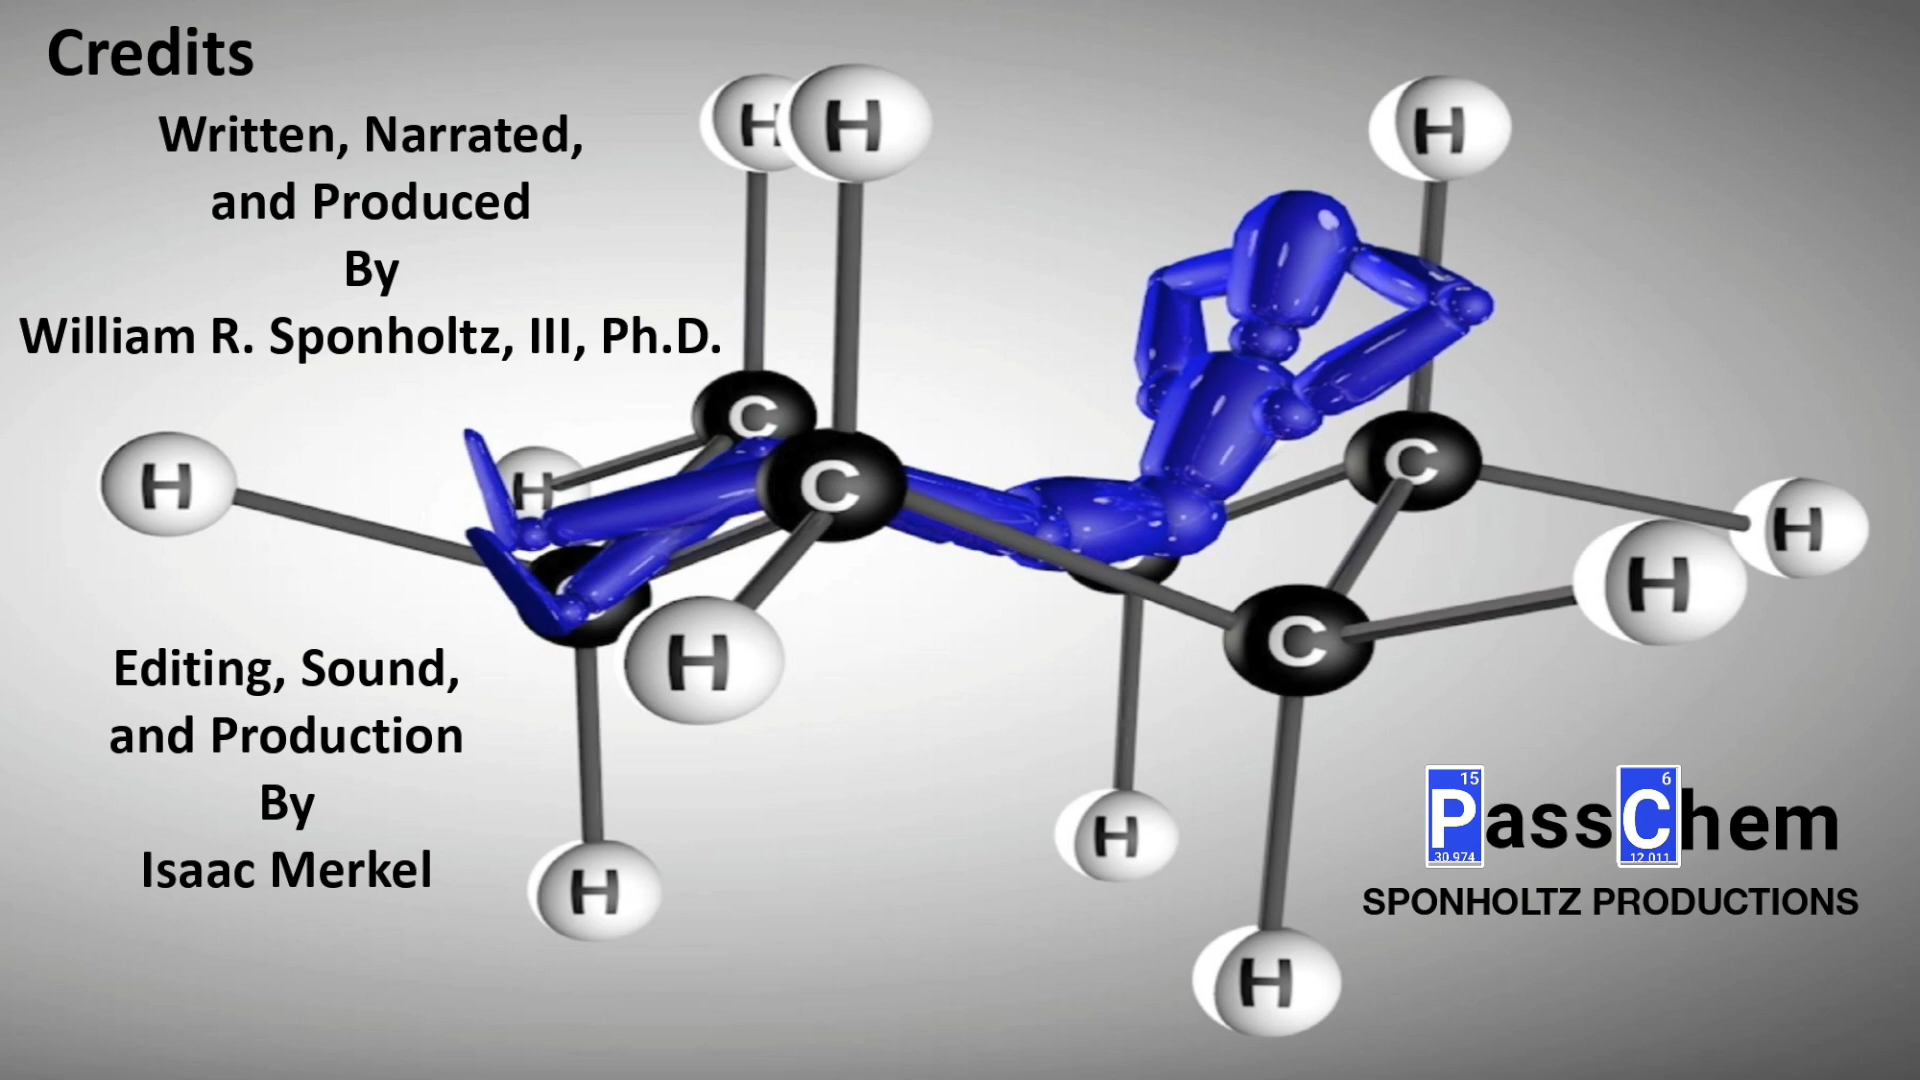 Credits
Written, Narrated,
and Produced
By
William R. Sponholtz, III, Ph.D.
H
H
H
C
C
C
H
H
H
H
C
H
Editing, Sound,
and Production
By
Isaac Merkel
H
H
H
15
6
PassChem
30.974
12.011
SPONHOLTZ PRODUCTIONS